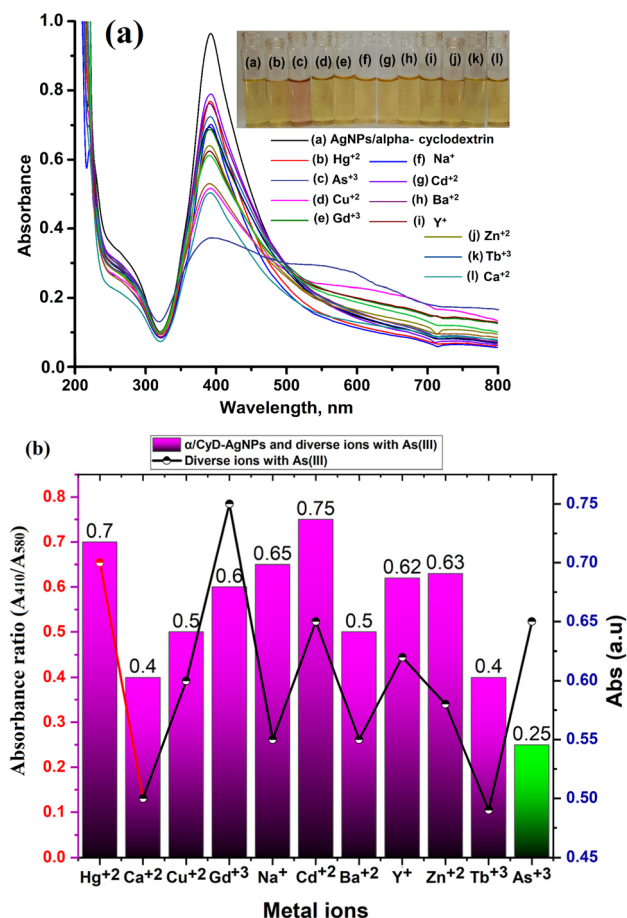 (a)
(a) (b) (c) (d) (e) (f) (g) (h) (i) (j) (k) (l)
(a) AgNPs/alpha- cyclodextrin
(b) Hg+2 (f) Na+
(c) As+3 (g) Cd+2
(d) Cu+2 (h) Ba+2
(e) Gd+3 (i) Y+
(j) Zn+2
(k) Tb+3
(l) Ca+2
Absorbance
1.0
0.8
0.6
0.4
0.2
0.0
200 300 400 500 600 700 800
Wavelength, nm
(b)
α/CyD-AgNPs and diverse ions with As(III)
Diverse ions with As(III)
Absorbance ratio (A410/A580)
0.8
0.7
0.6
0.5
0.4
0.3
0.2
0.1
0.0
0.7 0.4 0.5 0.6 0.65 0.75 0.5 0.62 0.63 0.4 0.25
0.75
0.70
0.65
0.60
0.55
0.50
0.45
Abs (a.u)
Hg+2 Ca+2 Cu+2 Gd+3 Na+ Cd+2 Ba+2 Y+ Zn+2 Tb+3 As+3
Metal ions